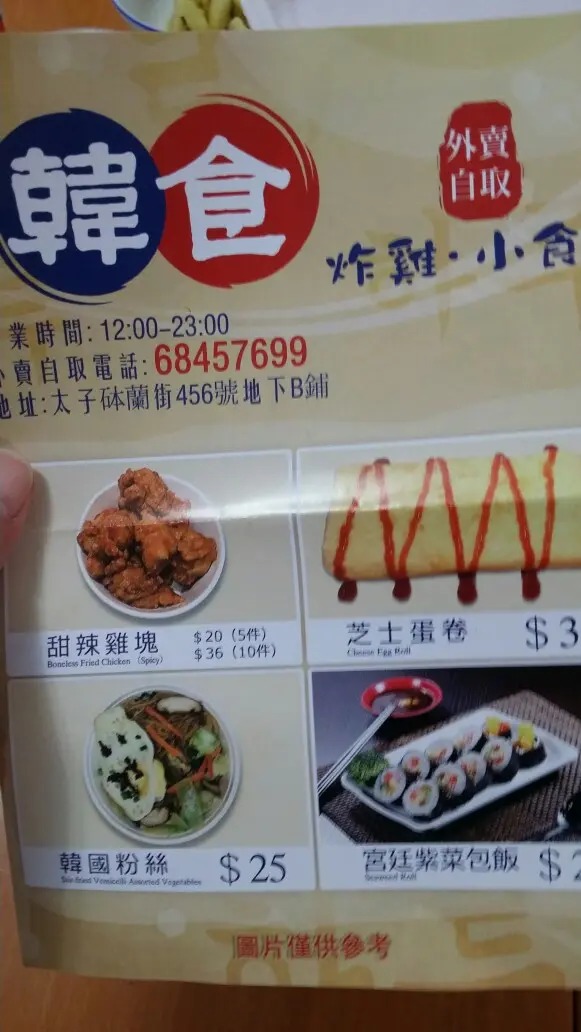 韓食
外賣
自取
炸雞·小食
業時間: 12:00-23:00
賣自取電話: 68457699
地址:太子砵蘭街456號地下B鋪
甜辣雞塊
Boneless Fried Chicken (Spicy)
$20 (5件)
$36 (10件)
芝士蛋卷
Cheese Egg Roll
$3
韓國粉絲
Stir-fried Vermicelli Assorted Vegetables
$25
宮廷紫菜包飯
Seaweed Roll
$2
圖片僅供參考